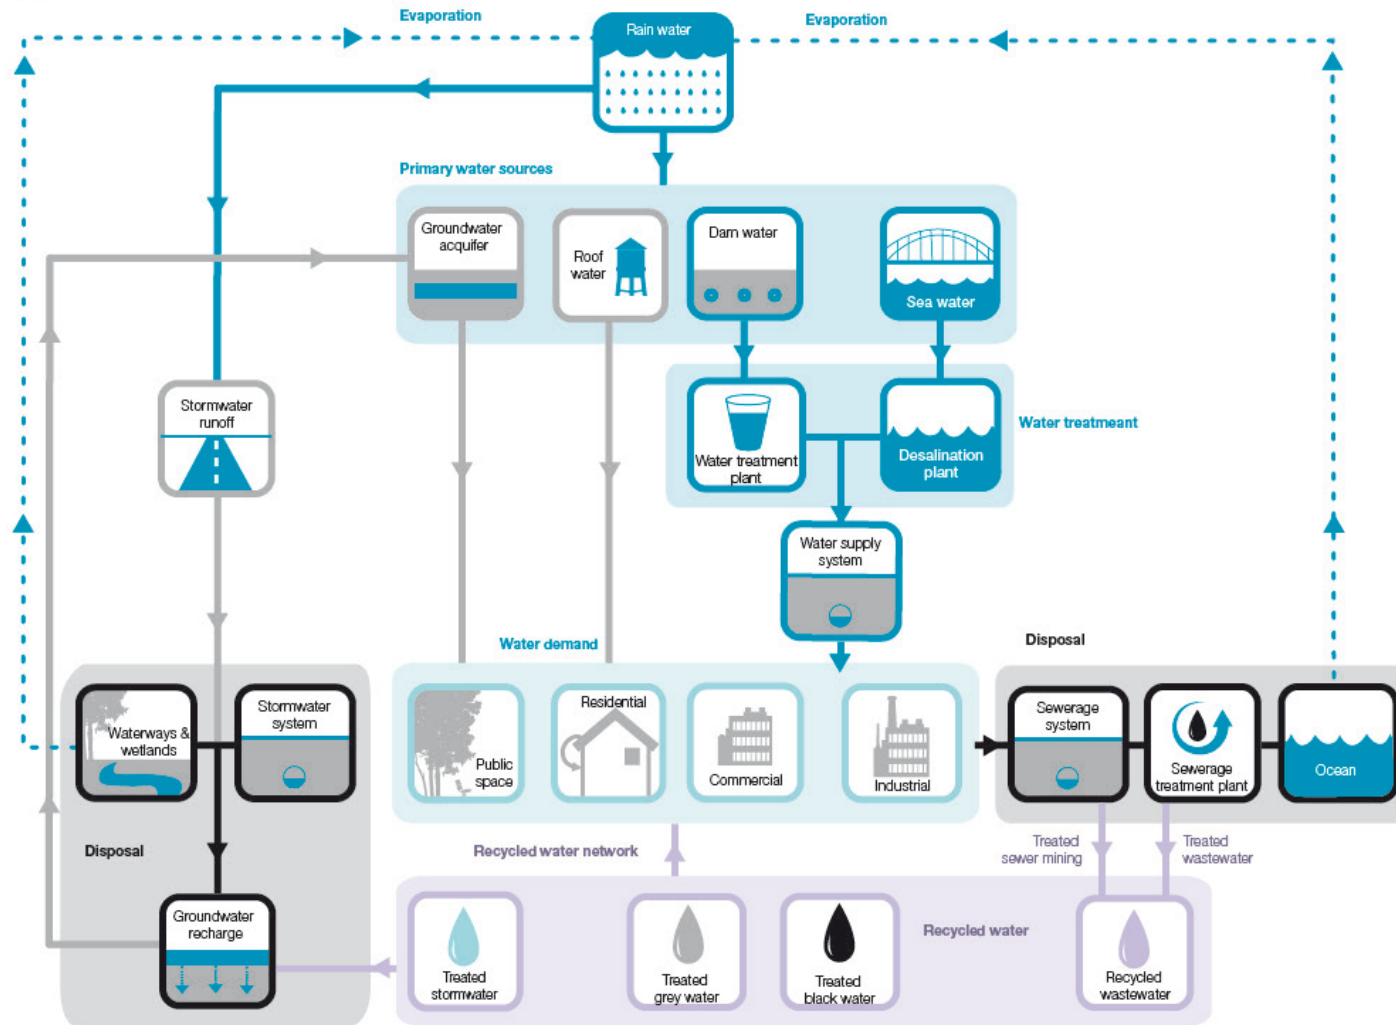 Evaporation
Evaporation
Rain water
Primary water sources
Groundwater
acquifer
Roof
water
Dam water
Sea water
Stormwater
runoff
Water treatment
plant
Desalination
plant
Water treatmeant
Water supply
system
Water demand
Disposal
Waterways &
wetlands
Stormwater
system
Public
space
Residential
Commercial
Industrial
Sewerage
system
Sewerage
treatment plant
Ocean
Disposal
Recycled water network
Treated
sewer mining
Treated
wastewater
Groundwater
recharge
Treated
stormwater
Treated
grey water
Treated
black water
Recycled water
Recycled
wastewater